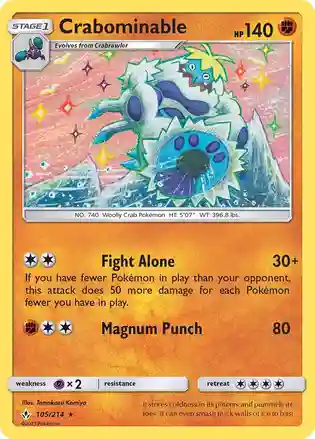 STAGE 1
Crabominable
HP 140
Evolves from Crabrawler
NO. 740 Woolly Crab Pokémon HT: 5'07" WT: 396.8 lbs.
Fight Alone 30+
If you have fewer Pokémon in play than your opponent,
this attack does 50 more damage for each Pokémon
fewer you have in play.
Magnum Punch 80
weakness ×2 resistance retreat
Illus. Tomokazu Komiya
105/214 ★
It stores coldness in its pincers and pummels its
foes. It can even smash thick walls of ice to bits!